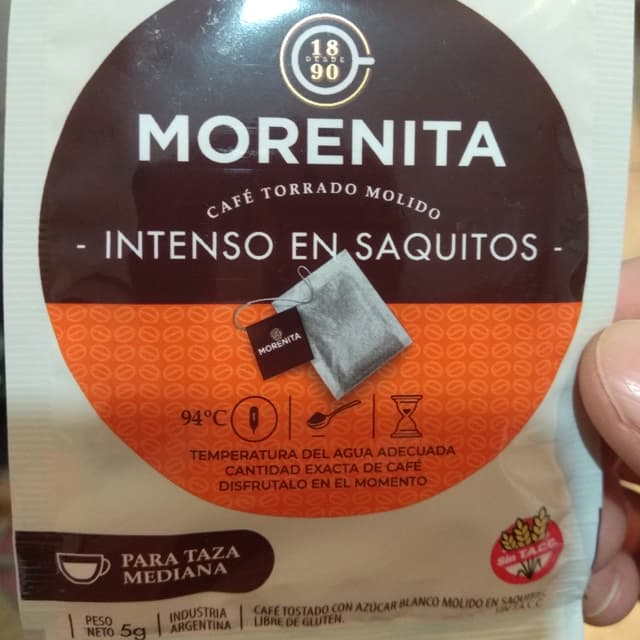 18
DESDE
90
MORENITA
CAFÉ TORRADO MOLIDO
- INTENSO EN SAQUITOS -
MORENITA
94°C
TEMPERATURA DEL AGUA ADECUADA
CANTIDAD EXACTA DE CAFÉ
DISFRUTALO EN EL MOMENTO
Sin T.A.C.C.
PARA TAZA
MEDIANA
PESO
NETO 5g
INDUSTRIA
ARGENTINA
CAFÉ TOSTADO CON AZÚCAR BLANCO MOLIDO EN SAQUITOS.
LIBRE DE GLUTEN.
SIN T.A.C.C.